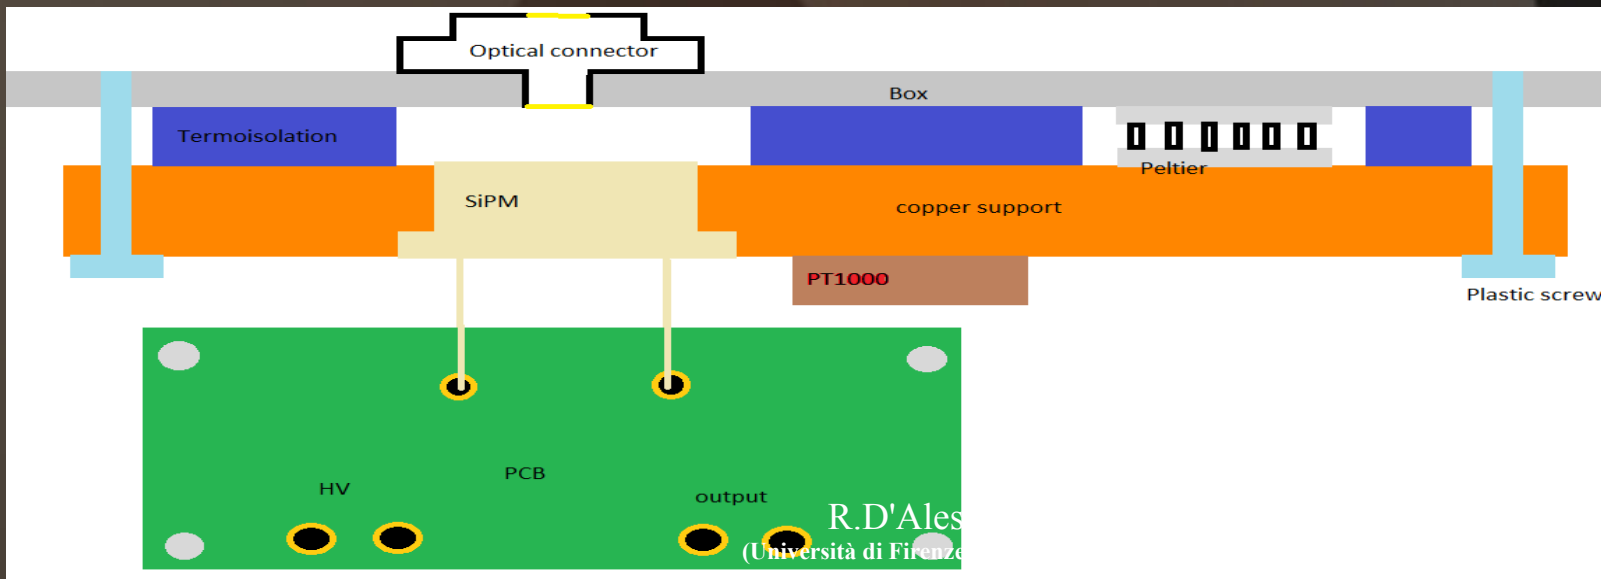 Optical connector
Box
Termoisolation
Peltier
SiPM
copper support
PT1000
Plastic screw
PCB
HV
output
R.D'Ales
(Università di Firenze